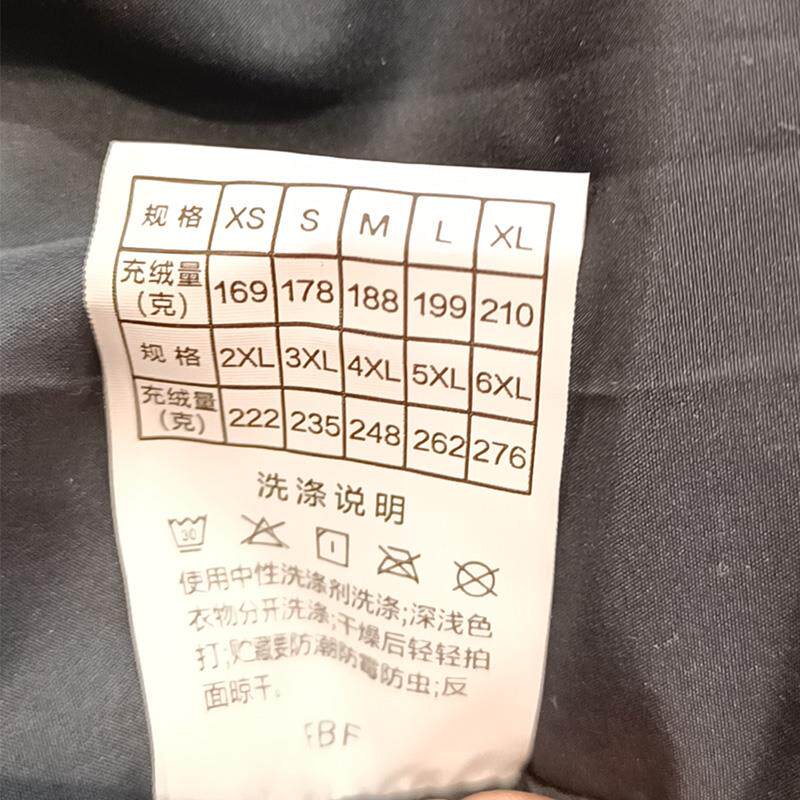 规格 XS S M L XL
充绒量(克) 169 178 188 199 210
规格 2XL 3XL 4XL 5XL 6XL
充绒量(克) 222 235 248 262 276
洗涤说明
30
使用中性洗涤剂洗涤;深浅色
衣物分开洗涤;干燥后轻轻拍
打;贮藏要防潮防霉防虫;反
面晾干。